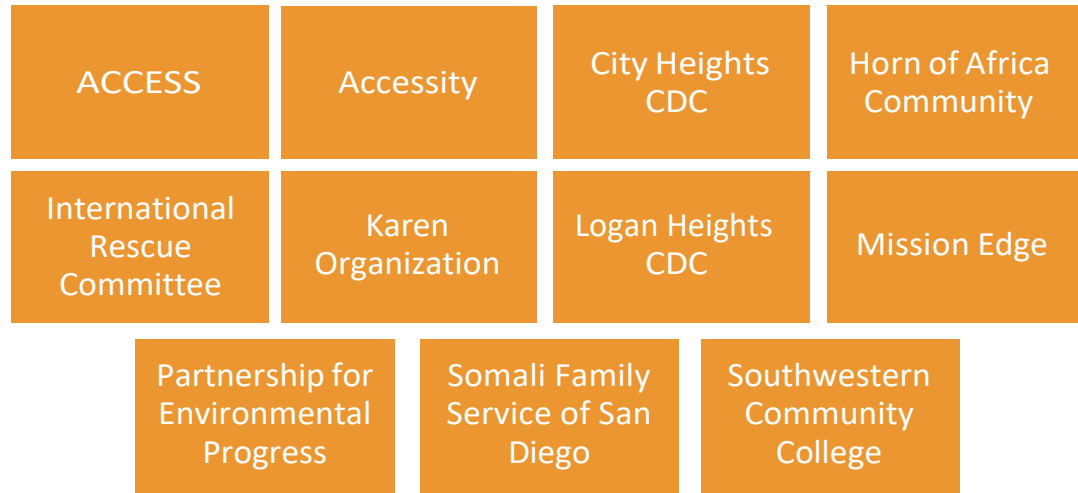 ACCESS
Accessity
City Heights
CDC
Horn of Africa
Community
International
Rescue
Committee
Karen
Organization
Logan Heights
CDC
Mission Edge
Partnership for
Environmental
Progress
Somali Family
Service of San
Diego
Southwestern
Community
College